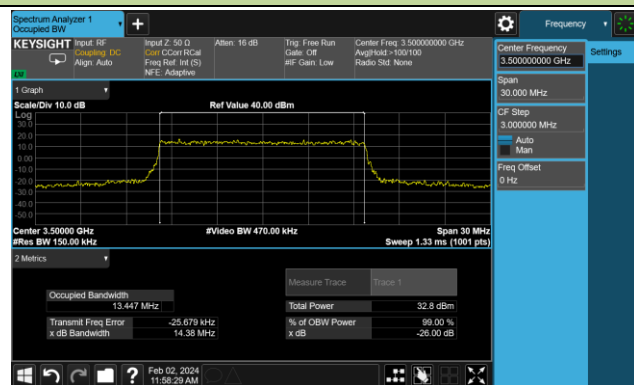 Spectrum Analyzer 1
Occupied BW
Frequency
KEYSIGHT
Input: RF
Coupling: DC
Align: Auto
Input Z: 50 Ω
Corr CCorr RCal
Freq Ref: Int (S)
NFE: Adaptive
Atten: 16 dB
Trig: Free Run
Gate: Off
#IF Gain: Low
Center Freq: 3.500000000 GHz
Avg|Hold:>100/100
Radio Std: None
Center Frequency
3.500000000 GHz
Settings
Span
30.000 MHz
CF Step
3.000000 MHz
Auto
Man
Freq Offset
0 Hz
1 Graph
Scale/Div 10.0 dB
Ref Value 40.00 dBm
Log
30.0
20.0
10.0
0.00
-10.0
-20.0
-30.0
-40.0
-50.0
Center 3.50000 GHz
#Video BW 470.00 kHz
Span 30 MHz
#Res BW 150.00 kHz
Sweep 1.33 ms (1001 pts)
2 Metrics
Measure Trace
Trace 1
Occupied Bandwidth
13.447 MHz
Total Power
32.8 dBm
Transmit Freq Error
-25.679 kHz
% of OBW Power
99.00 %
x dB Bandwidth
14.38 MHz
x dB
-26.00 dB
Feb 02, 2024
11:58:29 AM